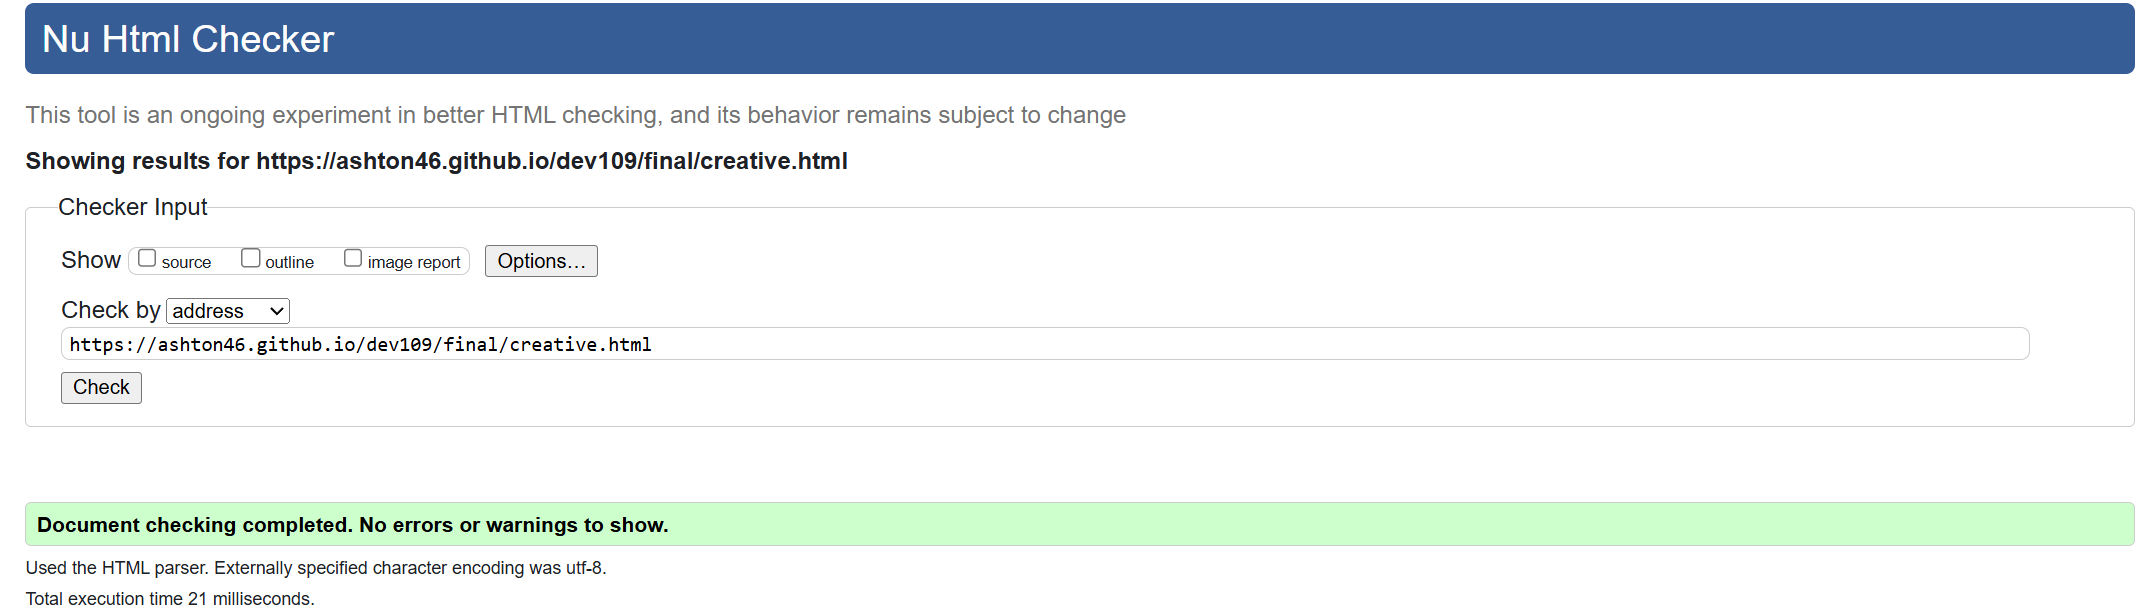 Nu Html Checker
This tool is an ongoing experiment in better HTML checking, and its behavior remains subject to change
Showing results for https://ashton46.github.io/dev109/final/creative.html
Checker Input
Show source outline image report Options...
Check by address
https://ashton46.github.io/dev109/final/creative.html
Check
Document checking completed. No errors or warnings to show.
Used the HTML parser. Externally specified character encoding was utf-8.
Total execution time 21 milliseconds.